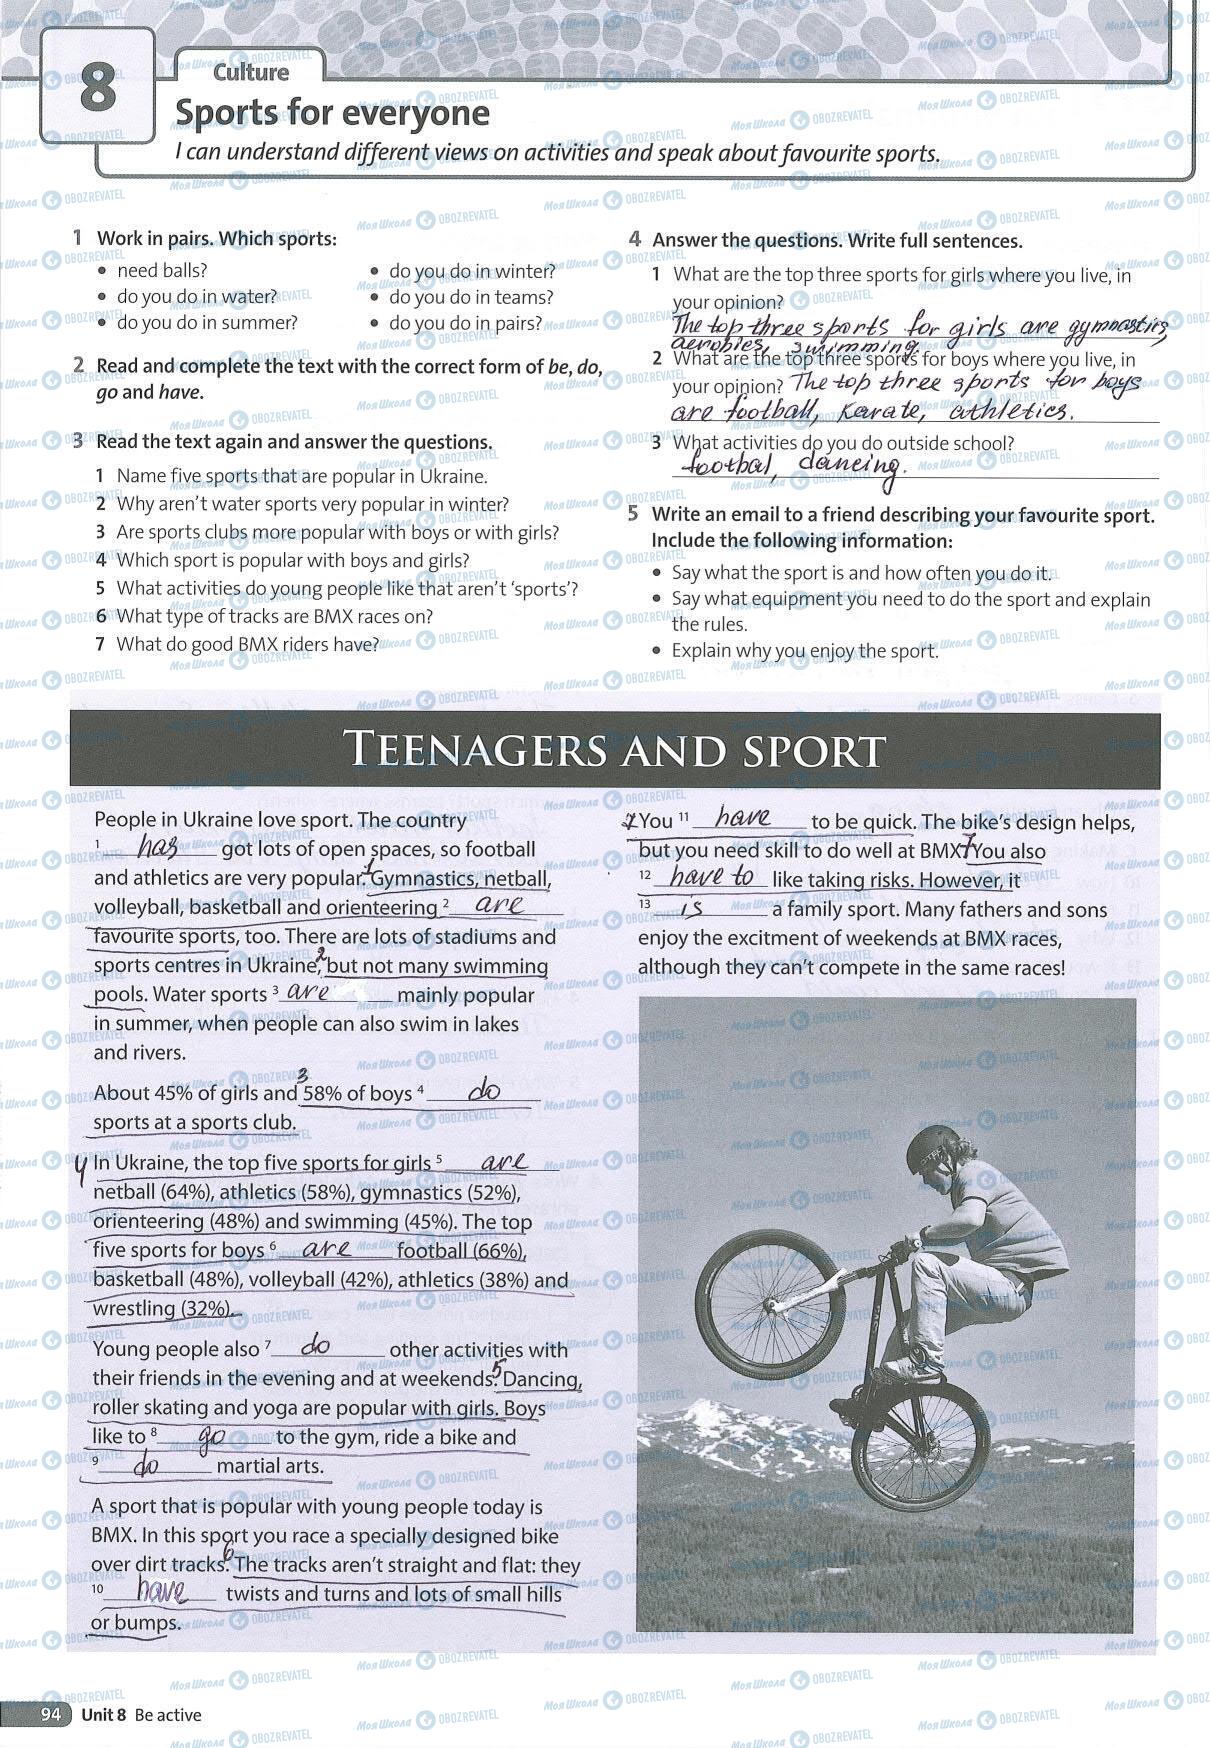 8
Culture
Sports for everyone
I can understand different views on activities and speak about favourite sports.
1 Work in pairs. Which sports:
• need balls?
• do you do in water?
• do you do in summer?
• do you do in winter?
• do you do in teams?
• do you do in pairs?
2 Read and complete the text with the correct form of be, do,
go and have.
3 Read the text again and answer the questions.
1 Name five sports that are popular in Ukraine.
2 Why aren't water sports very popular in winter?
3 Are sports clubs more popular with boys or with girls?
4 Which sport is popular with boys and girls?
5 What activities do young people like that aren't 'sports'?
6 What type of tracks are BMX races on?
7 What do good BMX riders have?
4 Answer the questions. Write full sentences.
1 What are the top three sports for girls where you live, in
your opinion?
The top three sports for girls are gymnastics,
aerobics, swimming.
2 What are the top three sports for boys where you live, in
your opinion? The top three sports for boys
are football, karate, athletics.
3 What activities do you do outside school?
footbal, dancing.
5 Write an email to a friend describing your favourite sport.
Include the following information:
• Say what the sport is and how often you do it.
• Say what equipment you need to do the sport and explain
the rules.
• Explain why you enjoy the sport.
TEENAGERS AND SPORT
People in Ukraine love sport. The country
1 has got lots of open spaces, so football
and athletics are very popular. 1 Gymnastics, netball,
volleyball, basketball and orienteering 2 are
favourite sports, too. There are lots of stadiums and
sports centres in Ukraine, 2 but not many swimming
pools. Water sports 3 are mainly popular
in summer, when people can also swim in lakes
and rivers.
About 45% of girls and 3 58% of boys 4 do
sports at a sports club.
4 In Ukraine, the top five sports for girls 5 are
netball (64%), athletics (58%), gymnastics (52%),
orienteering (48%) and swimming (45%). The top
five sports for boys 6 are football (66%),
basketball (48%), volleyball (42%), athletics (38%) and
wrestling (32%).
Young people also 7 do other activities with
their friends in the evening and at weekends. 5 Dancing,
roller skating and yoga are popular with girls. Boys
like to 8 go to the gym, ride a bike and
9 do martial arts.
A sport that is popular with young people today is
BMX. In this sport you race a specially designed bike
over dirt tracks. 6 The tracks aren't straight and flat: they
10 have twists and turns and lots of small hills
or bumps.
7 You 11 have to be quick. The bike's design helps,
but you need skill to do well at BMX. 7 You also
12 have to like taking risks. However, it
13 is a family sport. Many fathers and sons
enjoy the excitment of weekends at BMX races,
although they can't compete in the same races!
94 Unit 8 Be active
МояШкола OBOZREVATEL